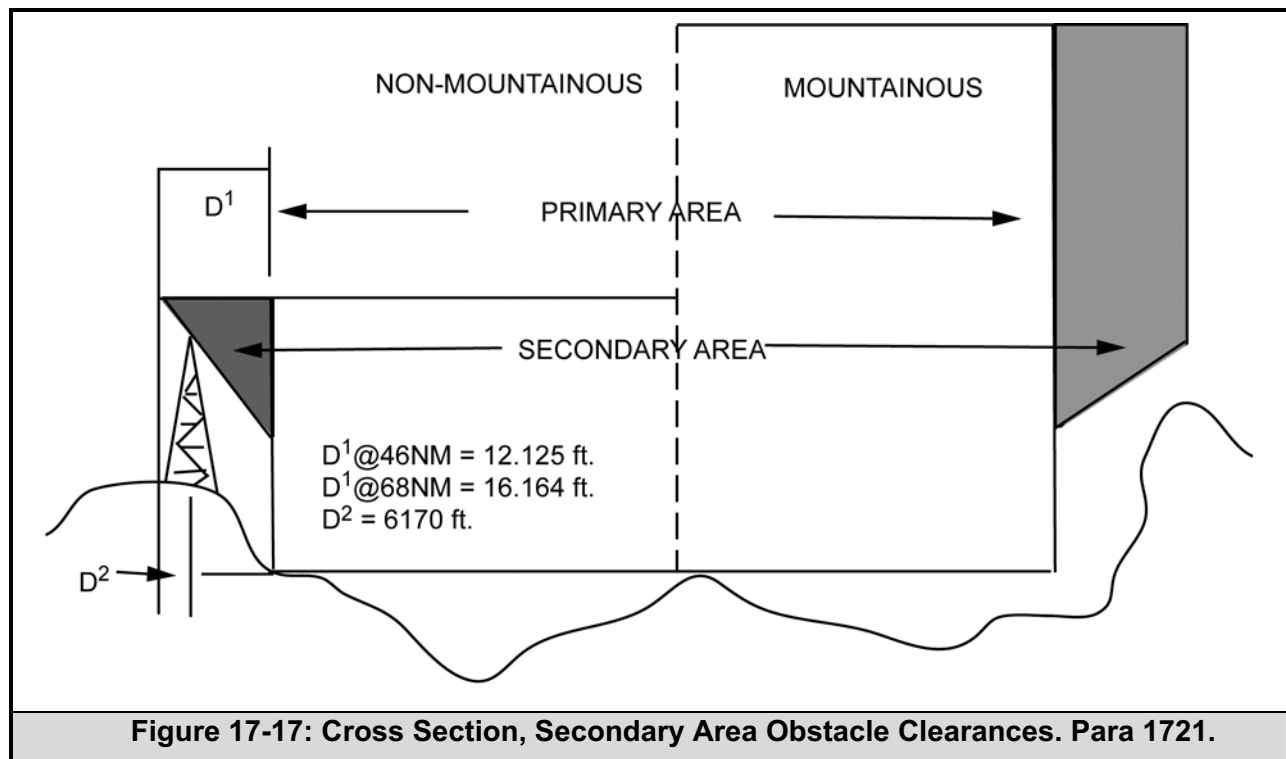 NON-MOUNTAINOUS
MOUNTAINOUS
D¹
PRIMARY AREA
SECONDARY AREA
D¹@46NM = 12.125 ft.
D¹@68NM = 16.164 ft.
D² = 6170 ft.
D²
Figure 17-17: Cross Section, Secondary Area Obstacle Clearances. Para 1721.